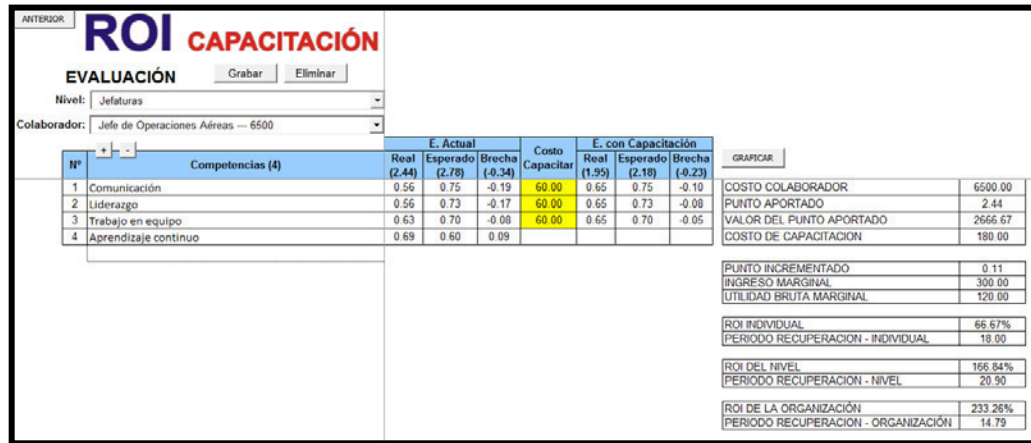 ANTERIOR
ROI CAPACITACIÓN
EVALUACIÓN Grabar Eliminar
Nivel: Jefaturas
Colaborador: Jefe de Operaciones Aéreas --- 6500
+ -
Nº Competencias (4) E. Actual Costo Capacitar E. con Capacitación
Real (2.44) Esperado (2.78) Brecha (-0.34) Real (1.95) Esperado (2.18) Brecha (-0.23)
GRAFICAR
1 Comunicación 0.56 0.75 -0.19 60.00 0.65 0.75 -0.10
2 Liderazgo 0.56 0.73 -0.17 60.00 0.65 0.73 -0.08
3 Trabajo en equipo 0.63 0.70 -0.08 60.00 0.65 0.70 -0.05
4 Aprendizaje continuo 0.69 0.60 0.09
COSTO COLABORADOR 6500.00
PUNTO APORTADO 2.44
VALOR DEL PUNTO APORTADO 2666.67
COSTO DE CAPACITACION 180.00
PUNTO INCREMENTADO 0.11
INGRESO MARGINAL 300.00
UTILIDAD BRUTA MARGINAL 120.00
ROI INDIVIDUAL 66.67%
PERIODO RECUPERACION - INDIVIDUAL 18.00
ROI DEL NIVEL 166.84%
PERIODO RECUPERACION - NIVEL 20.90
ROI DE LA ORGANIZACIÓN 233.26%
PERIODO RECUPERACION - ORGANIZACIÓN 14.79